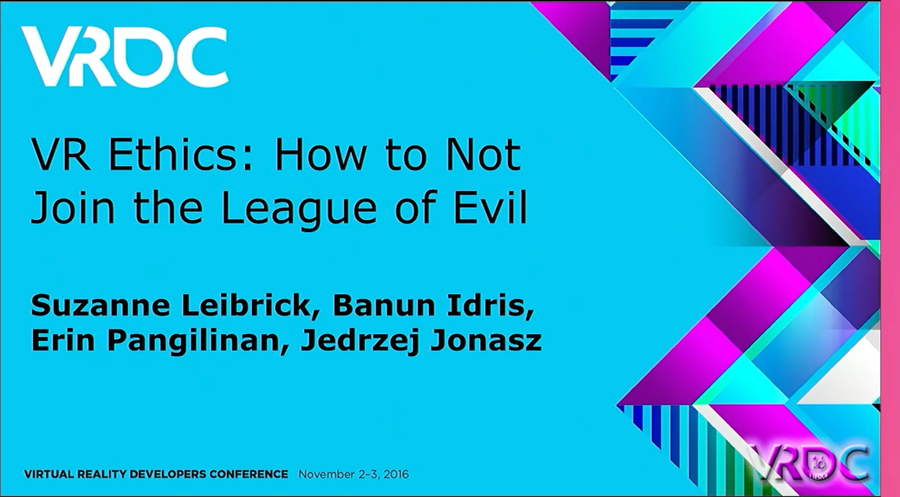 VRDC
VR Ethics: How to Not
Join the League of Evil
Suzanne Leibrick, Banun Idris,
Erin Pangilinan, Jedrzej Jonasz
VIRTUAL REALITY DEVELOPERS CONFERENCE November 2–3, 2016
VRDC
16